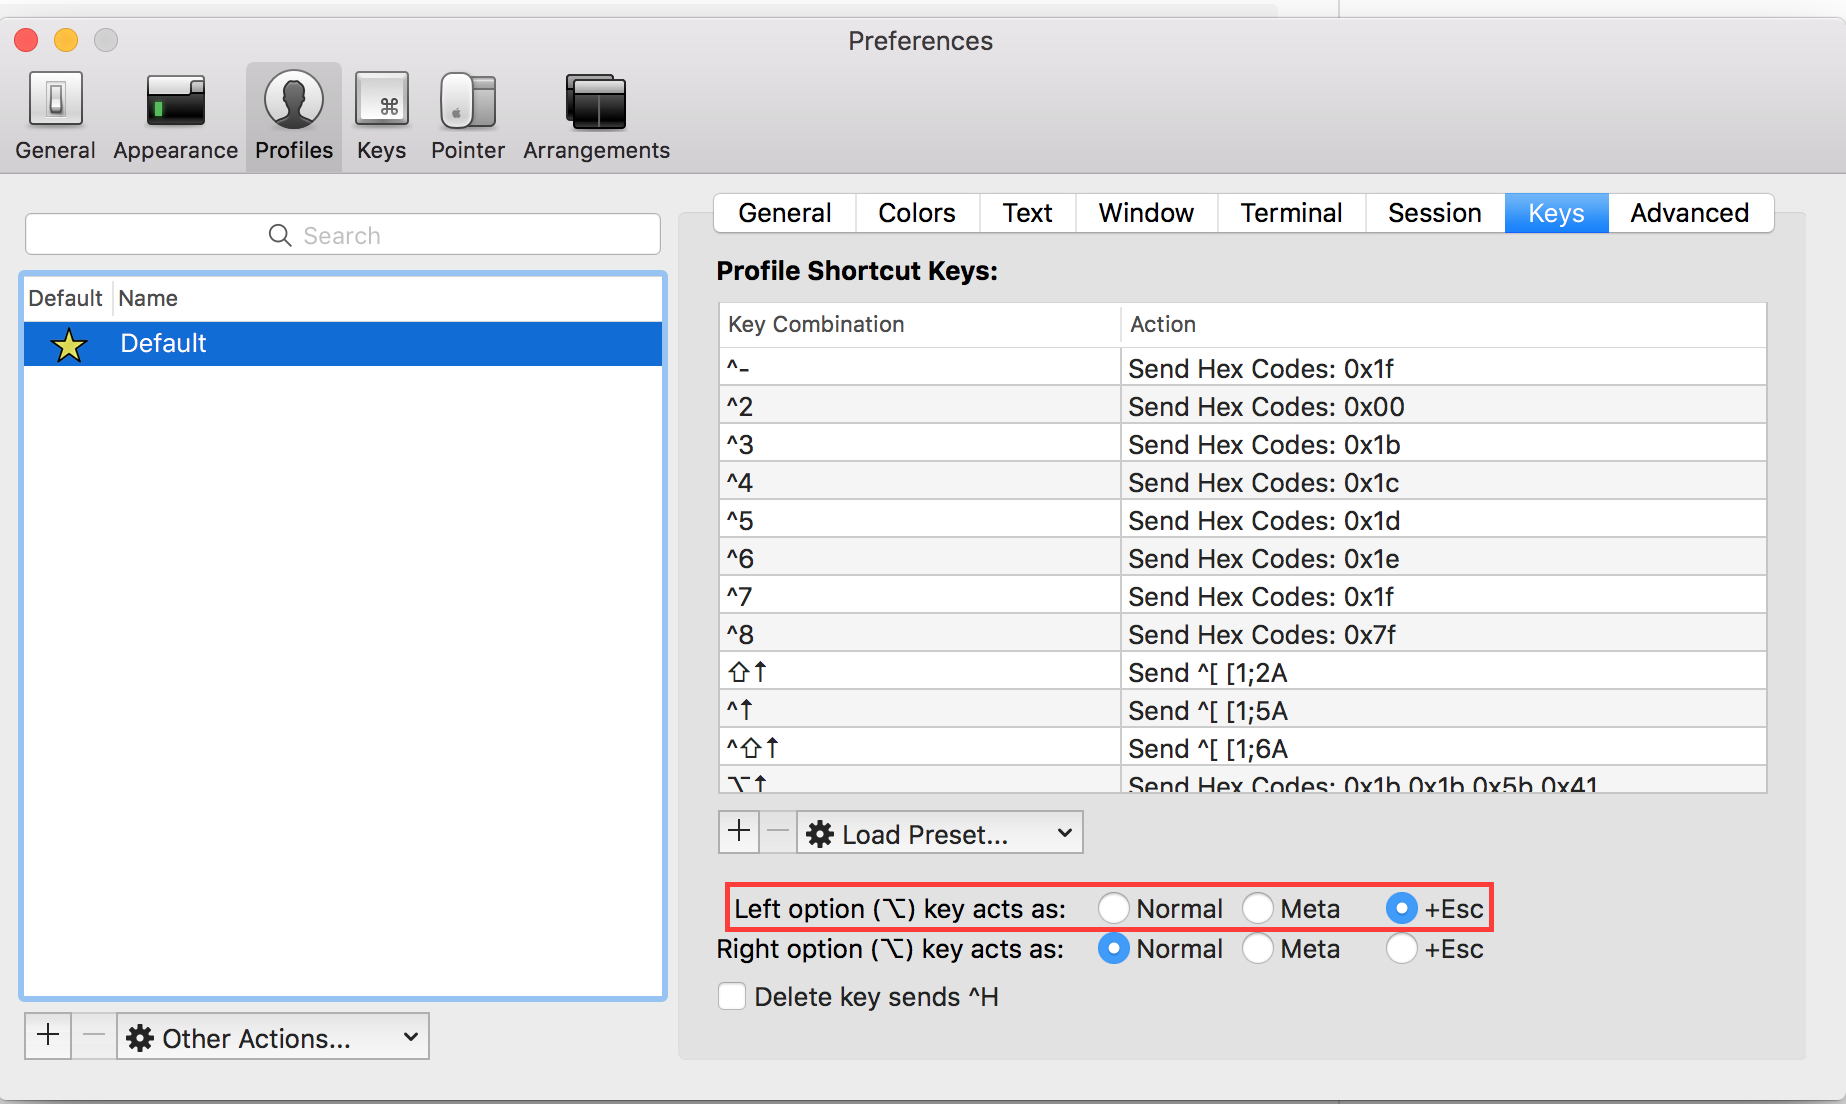 Preferences
General Appearance Profiles Keys Pointer Arrangements
Search
Default Name
Default
Other Actions...
General Colors Text Window Terminal Session Keys Advanced
Profile Shortcut Keys:
Key Combination Action
^- Send Hex Codes: 0x1f
^2 Send Hex Codes: 0x00
^3 Send Hex Codes: 0x1b
^4 Send Hex Codes: 0x1c
^5 Send Hex Codes: 0x1d
^6 Send Hex Codes: 0x1e
^7 Send Hex Codes: 0x1f
^8 Send Hex Codes: 0x7f
⇧↑ Send ^[ [1;2A
^↑ Send ^[ [1;5A
^⇧↑ Send ^[ [1;6A
⌥↑ Send Hex Codes: 0x1b 0x1b 0x5b 0x41
Load Preset...
Left option (⌥) key acts as: Normal Meta +Esc
Right option (⌥) key acts as: Normal Meta +Esc
Delete key sends ^H